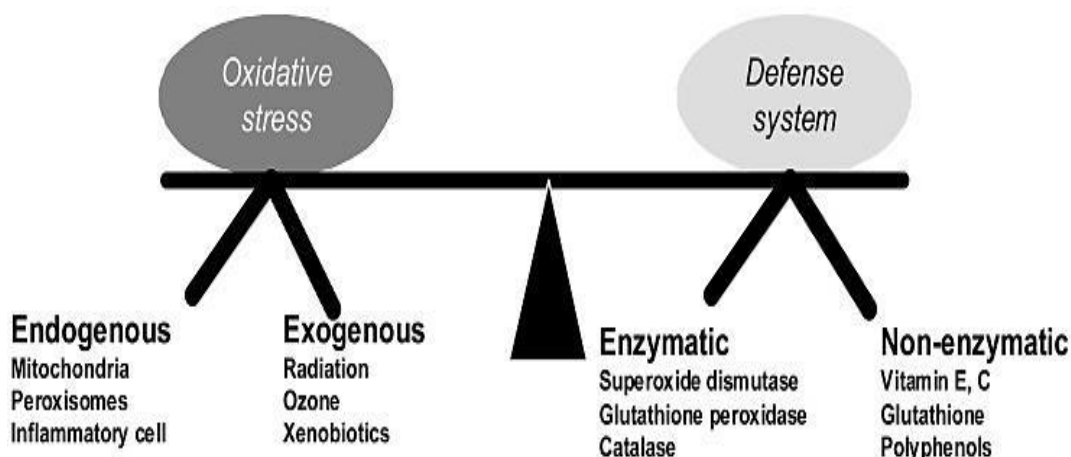 Oxidative
stress
Defense
system
Endogenous
Mitochondria
Peroxisomes
Inflammatory cell
Exogenous
Radiation
Ozone
Xenobiotics
Enzymatic
Superoxide dismutase
Glutathione peroxidase
Catalase
Non-enzymatic
Vitamin E, C
Glutathione
Polyphenols